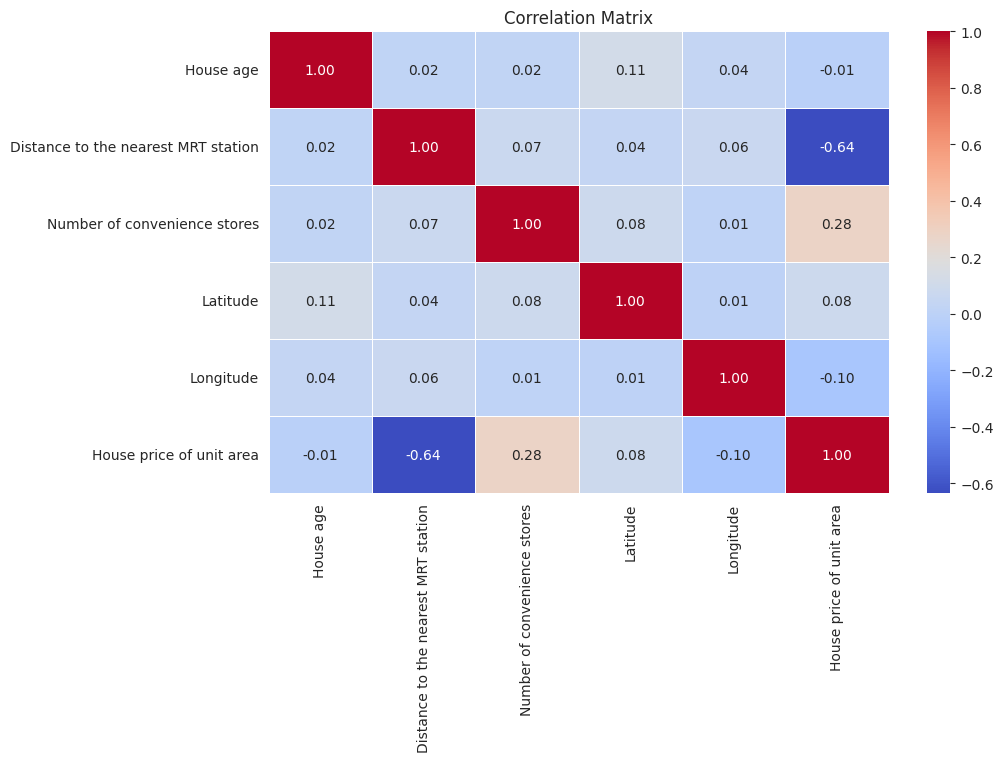 Correlation Matrix
House age 1.00 0.02 0.02 0.11 0.04 -0.01
Distance to the nearest MRT station 0.02 1.00 0.07 0.04 0.06 -0.64
Number of convenience stores 0.02 0.07 1.00 0.08 0.01 0.28
Latitude 0.11 0.04 0.08 1.00 0.01 0.08
Longitude 0.04 0.06 0.01 0.01 1.00 -0.10
House price of unit area -0.01 -0.64 0.28 0.08 -0.10 1.00
House age
Distance to the nearest MRT station
Number of convenience stores
Latitude
Longitude
House price of unit area
1.0
0.8
0.6
0.4
0.2
0.0
−0.2
−0.4
−0.6